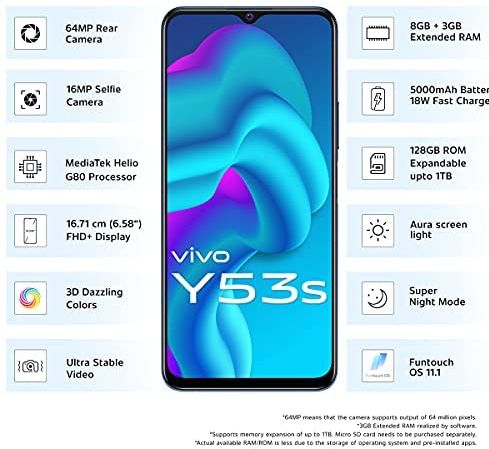 64MP Rear
Camera
16MP Selfie
Camera
MediaTek Helio
G80 Processor
16.71 cm (6.58")
FHD+ Display
3D Dazzling
Colors
Ultra Stable
Video
vivo
Y53s
8GB + 3GB
Extended RAM
5000mAh Batter
18W Fast Charge
128GB ROM
Expandable
upto 1TB
Aura screen
light
Super
Night Mode
Funtouch OS
Funtouch
OS 11.1
*64MP means that the camera supports output of 64 million pixels.
*3GB Extended RAM realized by software.
*Supports memory expansion of up to 1TB. Micro SD card needs to be purchased separately.
*Actual available RAM/ROM is less due to the storage of operating system and pre-installed apps.